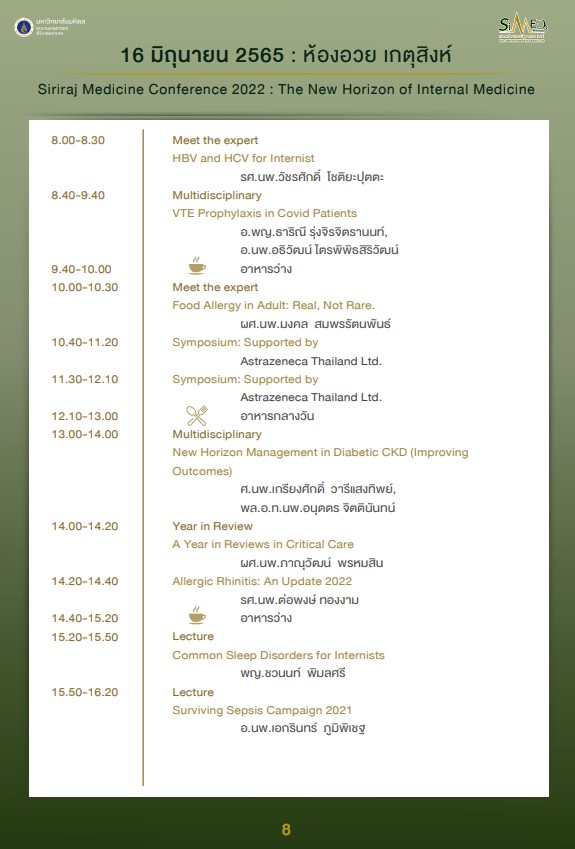 มหาวิทยาลัยมหิดล
SiMED
16 มิถุนายน 2565 : ห้องอวย เกตุสิงห์
Siriraj Medicine Conference 2022 : The New Horizon of Internal Medicine
8.00-8.30 Meet the expert
HBV and HCV for Internist
รศ.นพ.วัชรศักดิ์ โชติยะปุตตะ
8.40-9.40 Multidisciplinary
VTE Prophylaxis in Covid Patients
อ.พญ.ธาริณี รุ่งจิรจิตรานนท์,
อ.นพ.อธิวัฒน์ ไตรพิพิธสิริวัฒน์
9.40-10.00 อาหารว่าง
10.00-10.30 Meet the expert
Food Allergy in Adult: Real, Not Rare.
ผศ.นพ.มงคล สมพรรัตนพันธ์
10.40-11.20 Symposium: Supported by
Astrazeneca Thailand Ltd.
11.30-12.10 Symposium: Supported by
Astrazeneca Thailand Ltd.
12.10-13.00 อาหารกลางวัน
13.00-14.00 Multidisciplinary
New Horizon Management in Diabetic CKD (Improving
Outcomes)
ศ.นพ.เกรียงศักดิ์ วารีแสงทิพย์,
พล.อ.ท.นพ.อนุตตร จิตตินันทน์
14.00-14.20 Year in Review
A Year in Reviews in Critical Care
ผศ.นพ.ภาณุวัฒน์ พรหมสิน
14.20-14.40 Allergic Rhinitis: An Update 2022
รศ.นพ.ต่อพงษ์ ทองงาม
14.40-15.20 อาหารว่าง
15.20-15.50 Lecture
Common Sleep Disorders for Internists
พญ.ชวนนท์ พิมลศรี
15.50-16.20 Lecture
Surviving Sepsis Campaign 2021
อ.นพ.เอกรินทร์ ภูมิพิเชฐ
8